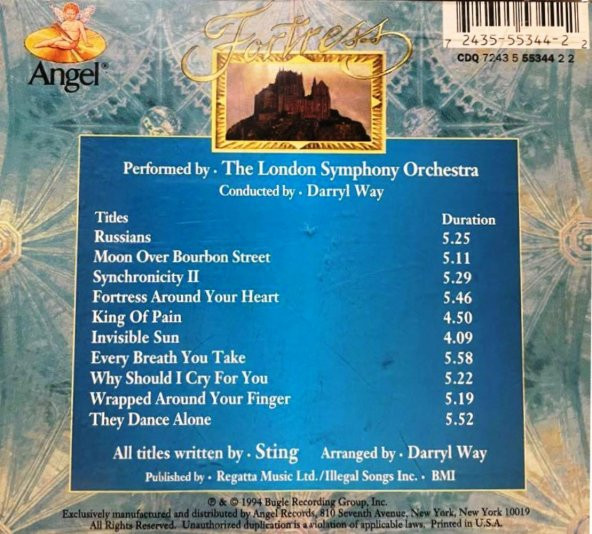 Fortress
7 2435-55344-2 2
Angel®
CDQ 7243 5 55344 2 2
Performed by · The London Symphony Orchestra
Conducted by · Darryl Way
Titles Duration
Russians 5.25
Moon Over Bourbon Street 5.11
Synchronicity II 5.29
Fortress Around Your Heart 5.46
King Of Pain 4.50
Invisible Sun 4.09
Every Breath You Take 5.58
Why Should I Cry For You 5.22
Wrapped Around Your Finger 5.19
They Dance Alone 5.52
All titles written by · Sting Arranged by · Darryl Way
Published by · Regatta Music Ltd./Illegal Songs Inc. · BMI
℗ & © 1994 Bugle Recording Group, Inc.
Exclusively manufactured and distributed by Angel Records, 810 Seventh Avenue, New York, New York 10019
All Rights Reserved. Unauthorized duplication is a violation of applicable laws. Printed in U.S.A.